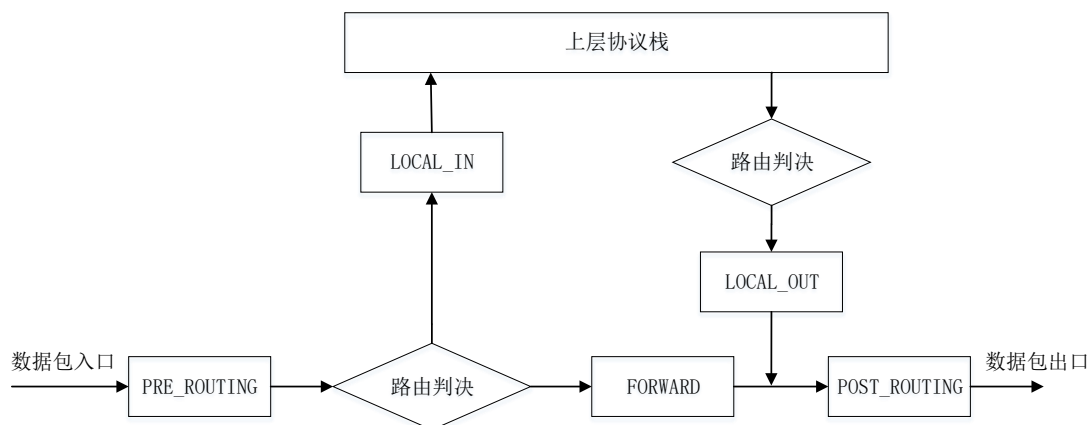 上层协议栈
LOCAL_IN
路由判决
LOCAL_OUT
数据包入口
PRE_ROUTING
路由判决
FORWARD
POST_ROUTING
数据包出口